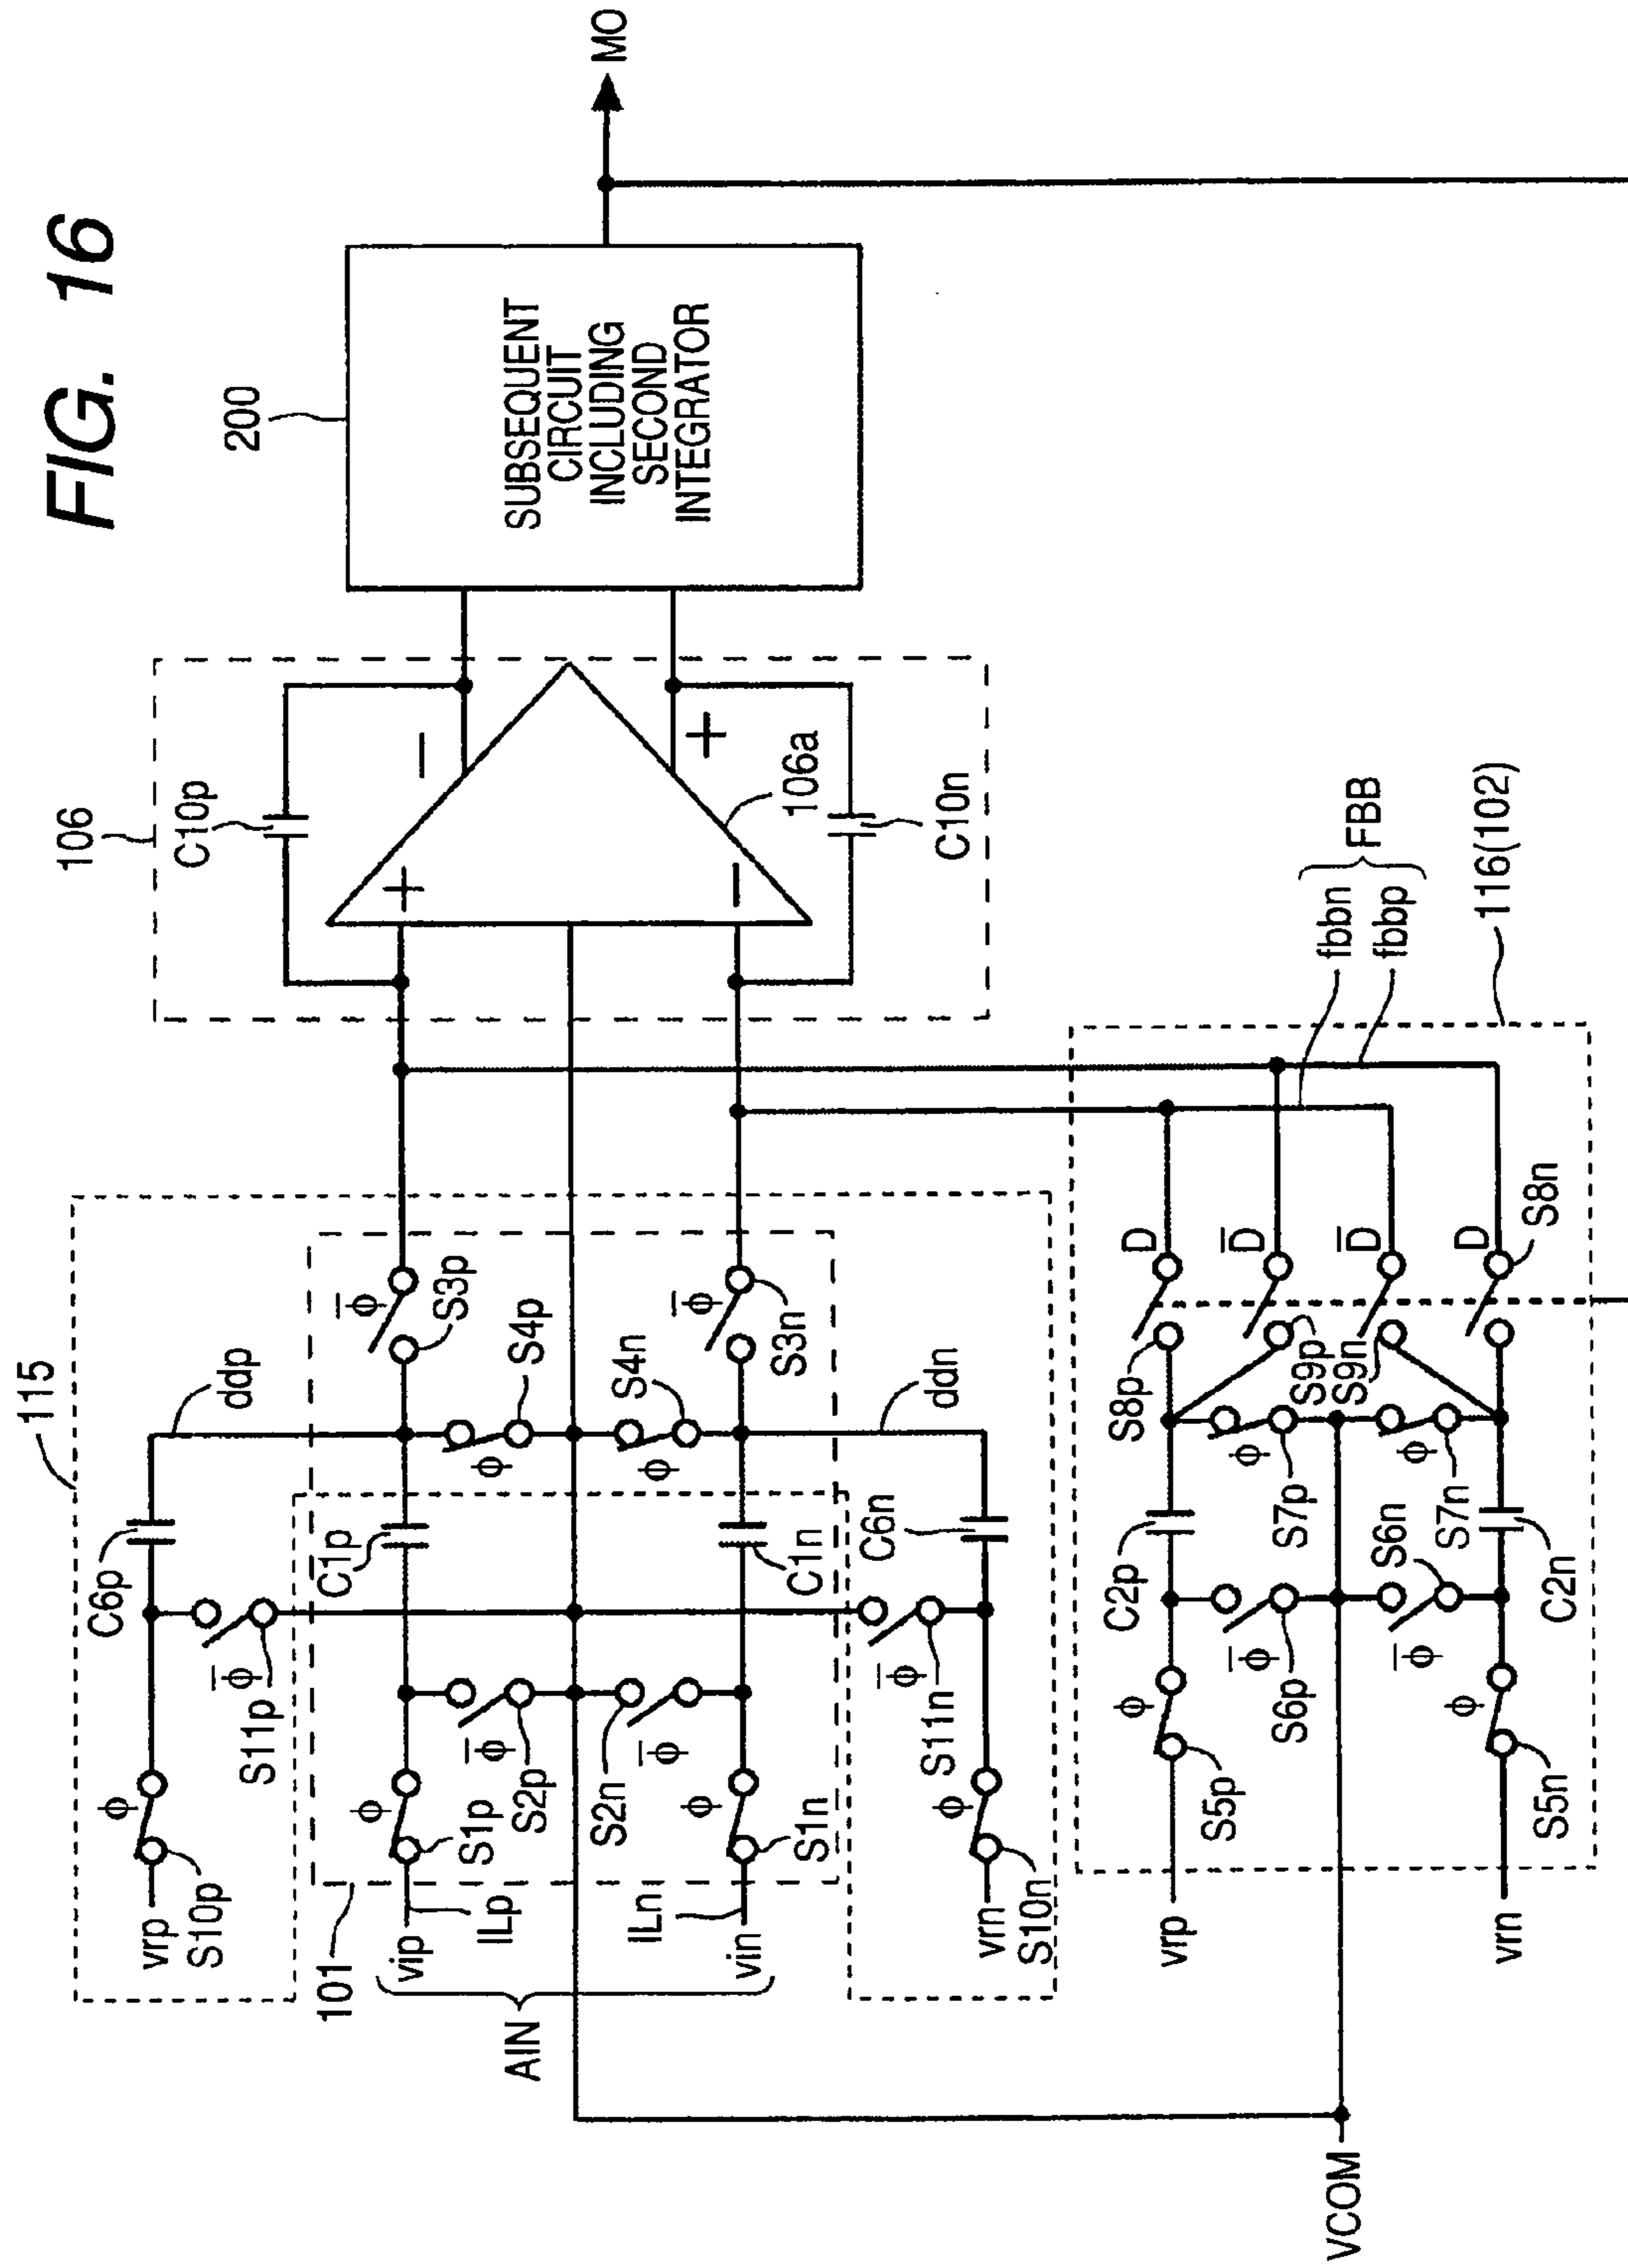 FIG. 16
115
ddp
C6p
vrp
S10p
φ
S11p
φ̅
101
vip
ILp
AIN
ILn
vin
φ
S1p
S2p
φ̅
S2n
φ̅
φ
S1n
C1p
C1n
S4p
φ
S4n
φ
φ̅
S3p
φ̅
S3n
ddn
C6n
S11n
φ̅
φ
vrn
S10n
106
C10p
+
−
−
+
106a
C10n
200
SUBSEQUENT
CIRCUIT
INCLUDING
SECOND
INTEGRATOR
MO
VCOM
vrp
S5p
φ
C2p
S6p
φ̅
S7p
φ
S8p
D
D̅
S9p
S9n
D̅
D
S8n
S6n
φ̅
S7n
φ
C2n
φ
S5n
vrn
fbbn
fbbp
FBB
116(102)